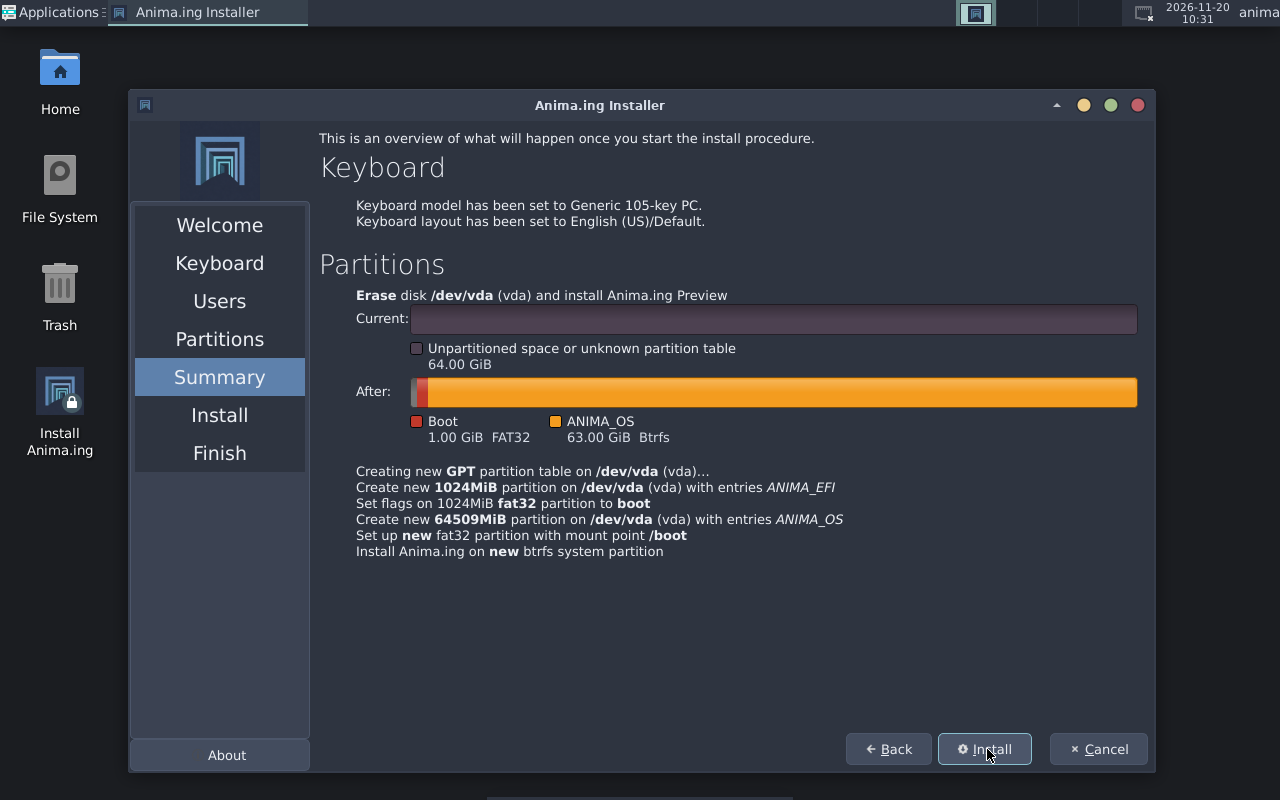 Applications
Anima.ing Installer
2026-11-20
10:31
anima
Home
File System
Trash
Install
Anima.ing
Anima.ing Installer
Welcome
Keyboard
Users
Partitions
Summary
Install
Finish
About
This is an overview of what will happen once you start the install procedure.
Keyboard
Keyboard model has been set to Generic 105-key PC.
Keyboard layout has been set to English (US)/Default.
Partitions
Erase disk /dev/vda (vda) and install Anima.ing Preview
Current:
Unpartitioned space or unknown partition table
64.00 GiB
After:
Boot
1.00 GiB FAT32
ANIMA_OS
63.00 GiB Btrfs
Creating new GPT partition table on /dev/vda (vda)…
Create new 1024MiB partition on /dev/vda (vda) with entries ANIMA_EFI
Set flags on 1024MiB fat32 partition to boot
Create new 64509MiB partition on /dev/vda (vda) with entries ANIMA_OS
Set up new fat32 partition with mount point /boot
Install Anima.ing on new btrfs system partition
Back
Install
Cancel